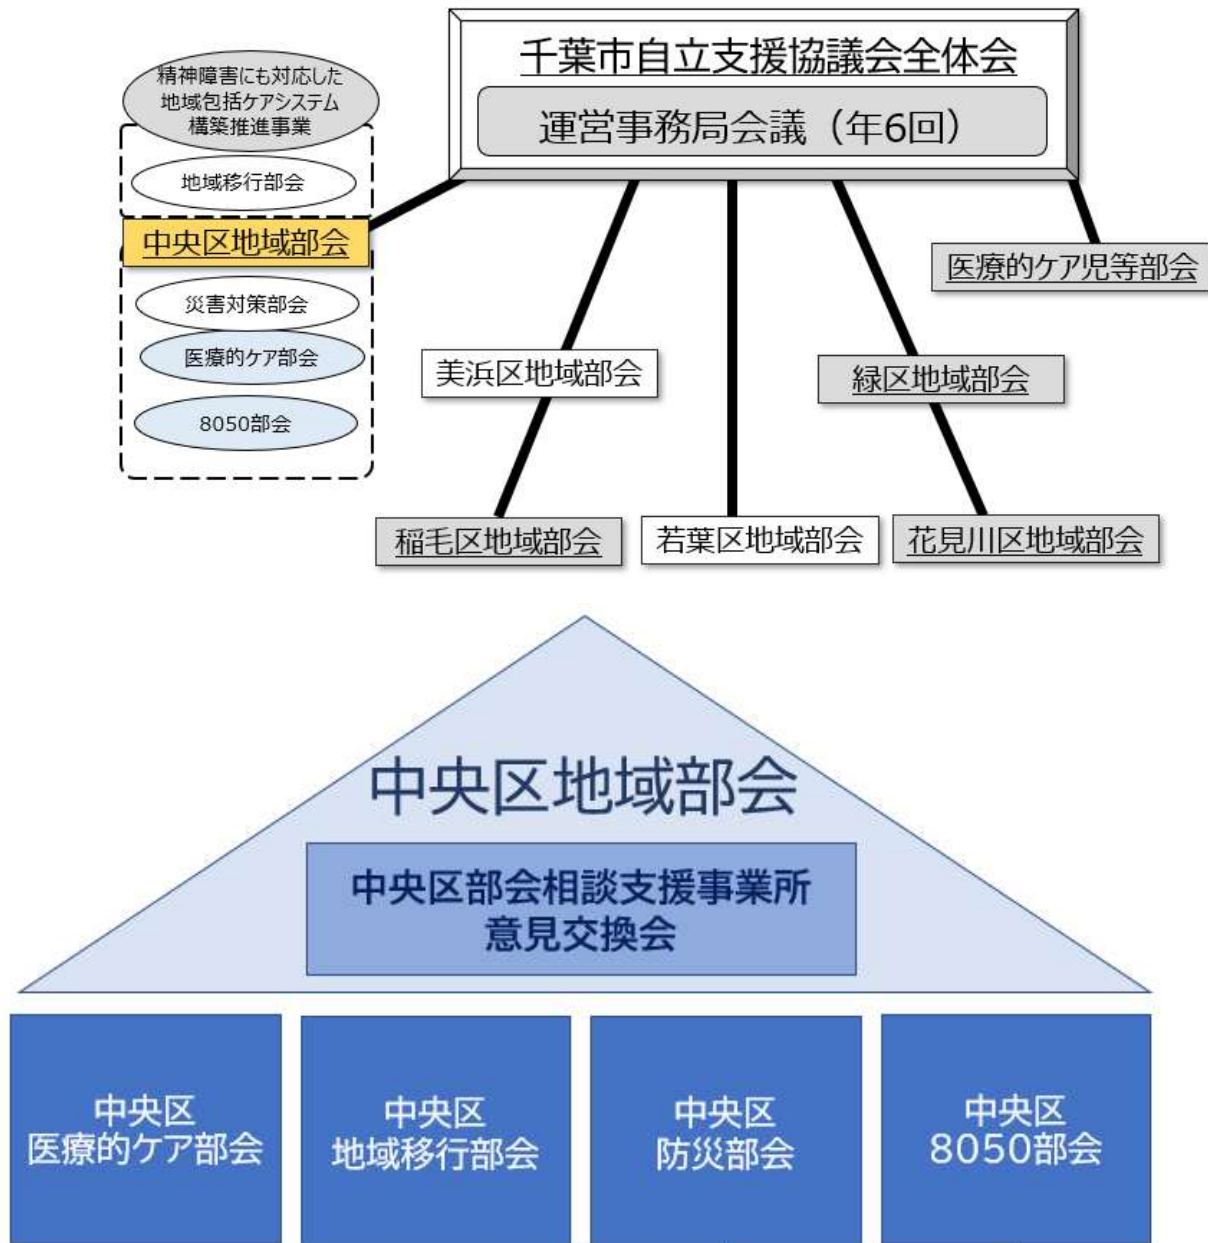 千葉市自立支援協議会全体会
運営事務局会議（年6回）
精神障害にも対応した
地域包括ケアシステム
構築推進事業
地域移行部会
中央区地域部会
災害対策部会
医療的ケア部会
8050部会
医療的ケア児等部会
美浜区地域部会
緑区地域部会
稲毛区地域部会
若葉区地域部会
花見川区地域部会
中央区地域部会
中央区部会相談支援事業所
意見交換会
中央区
医療的ケア部会
中央区
地域移行部会
中央区
防災部会
中央区
8050部会